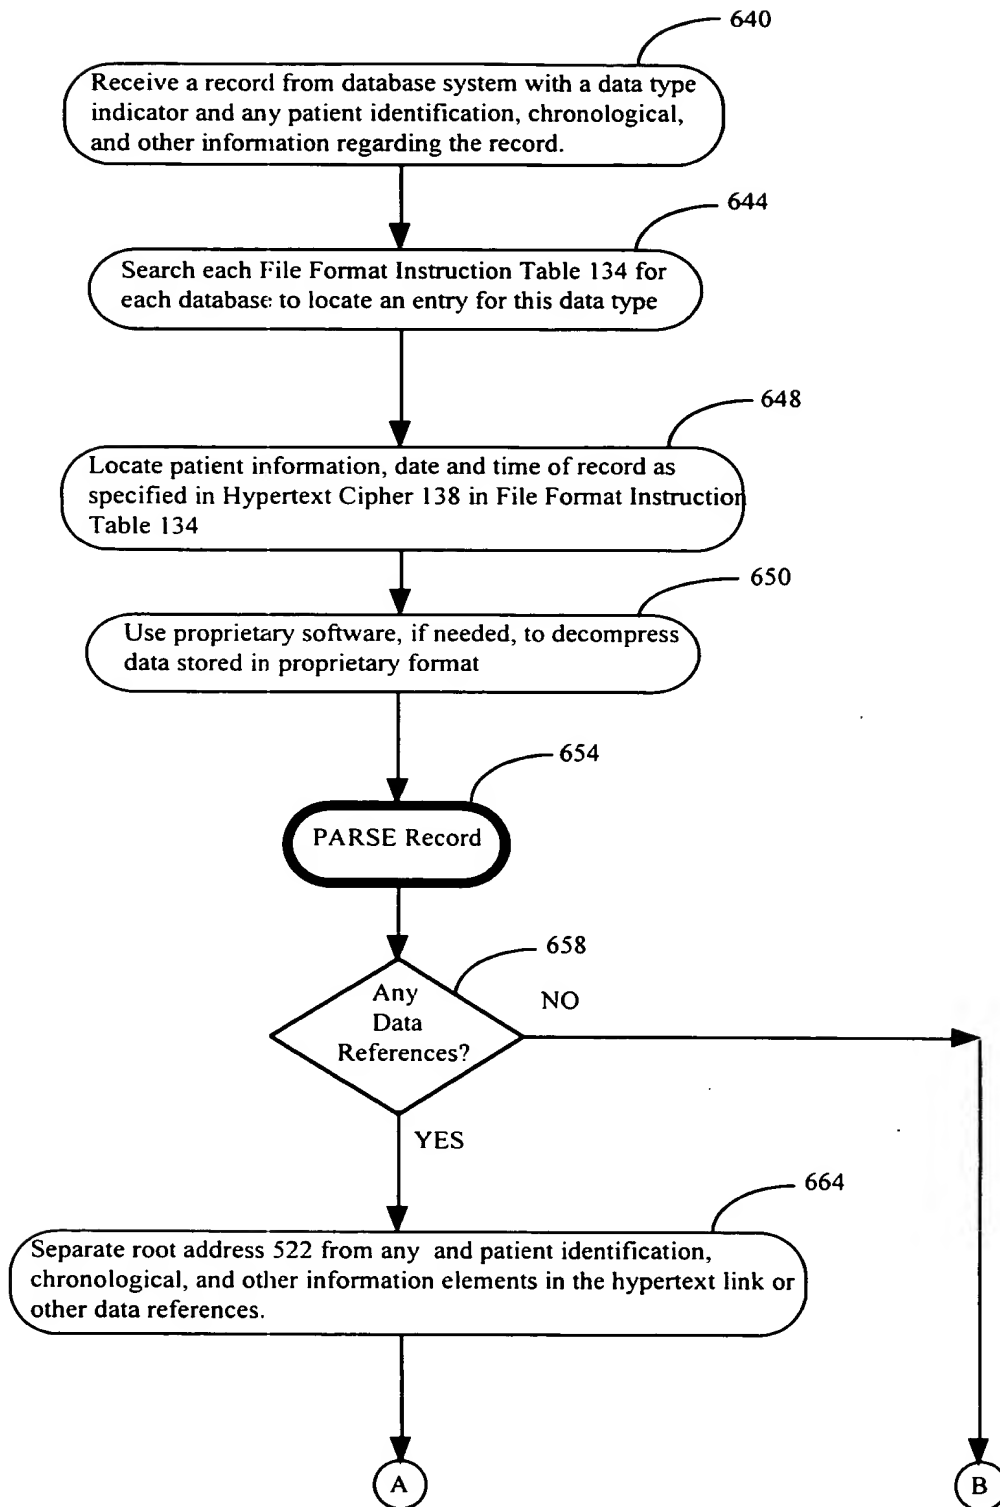 640
Receive a record from database system with a data type
indicator and any patient identification, chronological,
and other information regarding the record.
644
Search each File Format Instruction Table 134 for
each database to locate an entry for this data type
648
Locate patient information, date and time of record as
specified in Hypertext Cipher 138 in File Format Instruction
Table 134
650
Use proprietary software, if needed, to decompress
data stored in proprietary format
654
PARSE Record
658
Any
Data
References?
NO
YES
664
Separate root address 522 from any and patient identification,
chronological, and other information elements in the hypertext link or
other data references.
A
B